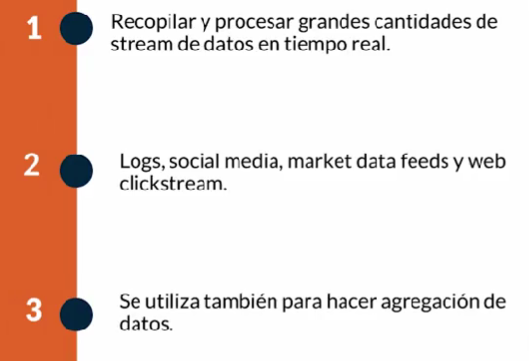 1
Recopilar y procesar grandes cantidades de
stream de datos en tiempo real.
2
Logs, social media, market data feeds y web
clickstream.
3
Se utiliza también para hacer agregación de
datos.